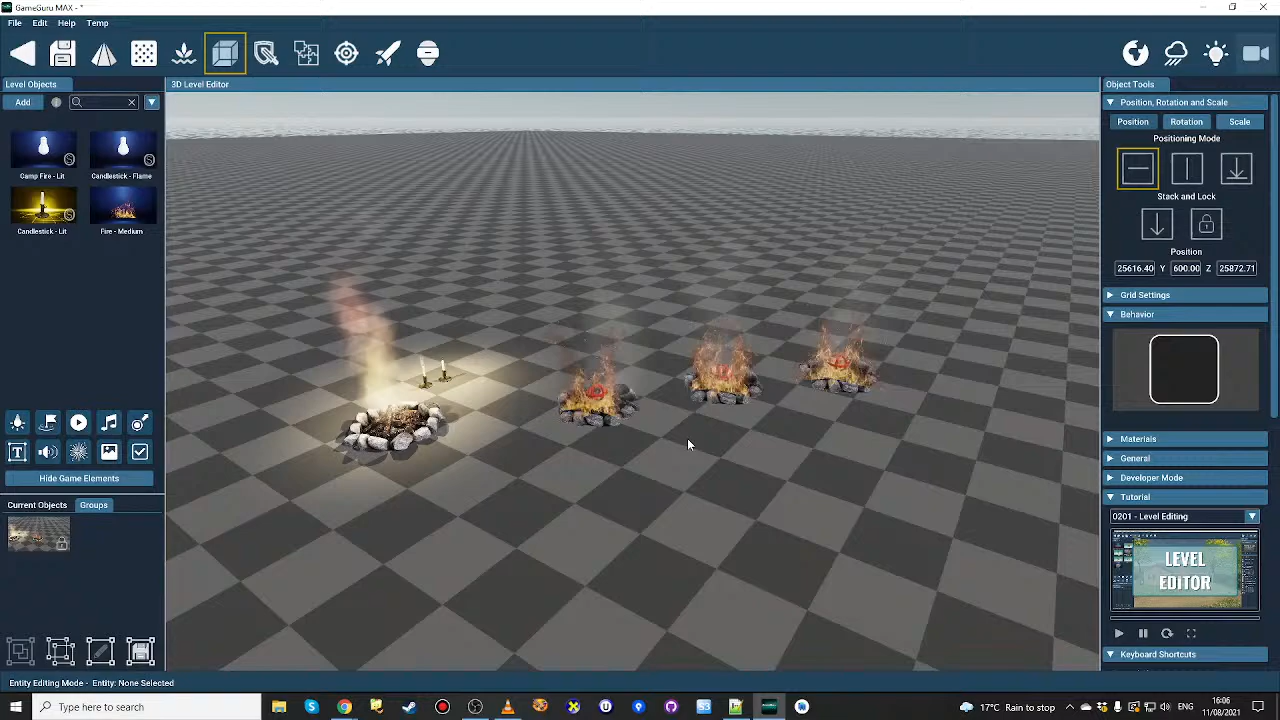 GameGuru MAX - *
File Edit Help Temp
Level Objects
3D Level Editor
Object Tools
Add
Position, Rotation and Scale
Position Rotation Scale
Positioning Mode
Camp Fire - Lit
Candlestick - Flame
Stack and Lock
Candlestick - Lit
Fire - Medium
Position
25616.40 Y 600.00 Z 25872.71
Grid Settings
Behavior
Materials
General
Hide Game Elements
Developer Mode
Tutorial
Current Objects Groups
0201 - Level Editing
LEVEL
EDITOR
Keyboard Shortcuts
Entity Editing Mode - Entity: None Selected
Type here to search
17°C Rain to stop
16:06
11/08/2021